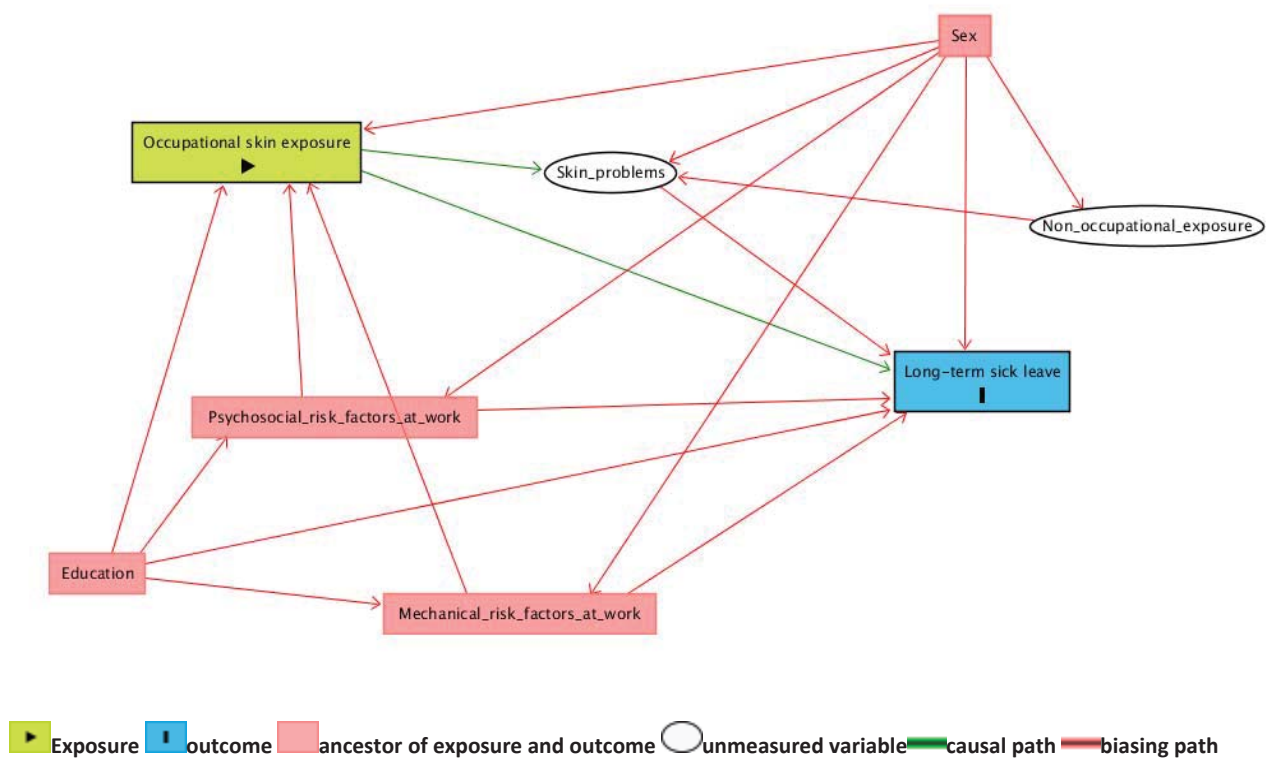 Sex
Occupational skin exposure
Skin_problems
Non_occupational_exposure
Long-term sick leave
Psychosocial_risk_factors_at_work
Education
Mechanical_risk_factors_at_work
Exposure outcome ancestor of exposure and outcome unmeasured variable causal path biasing path